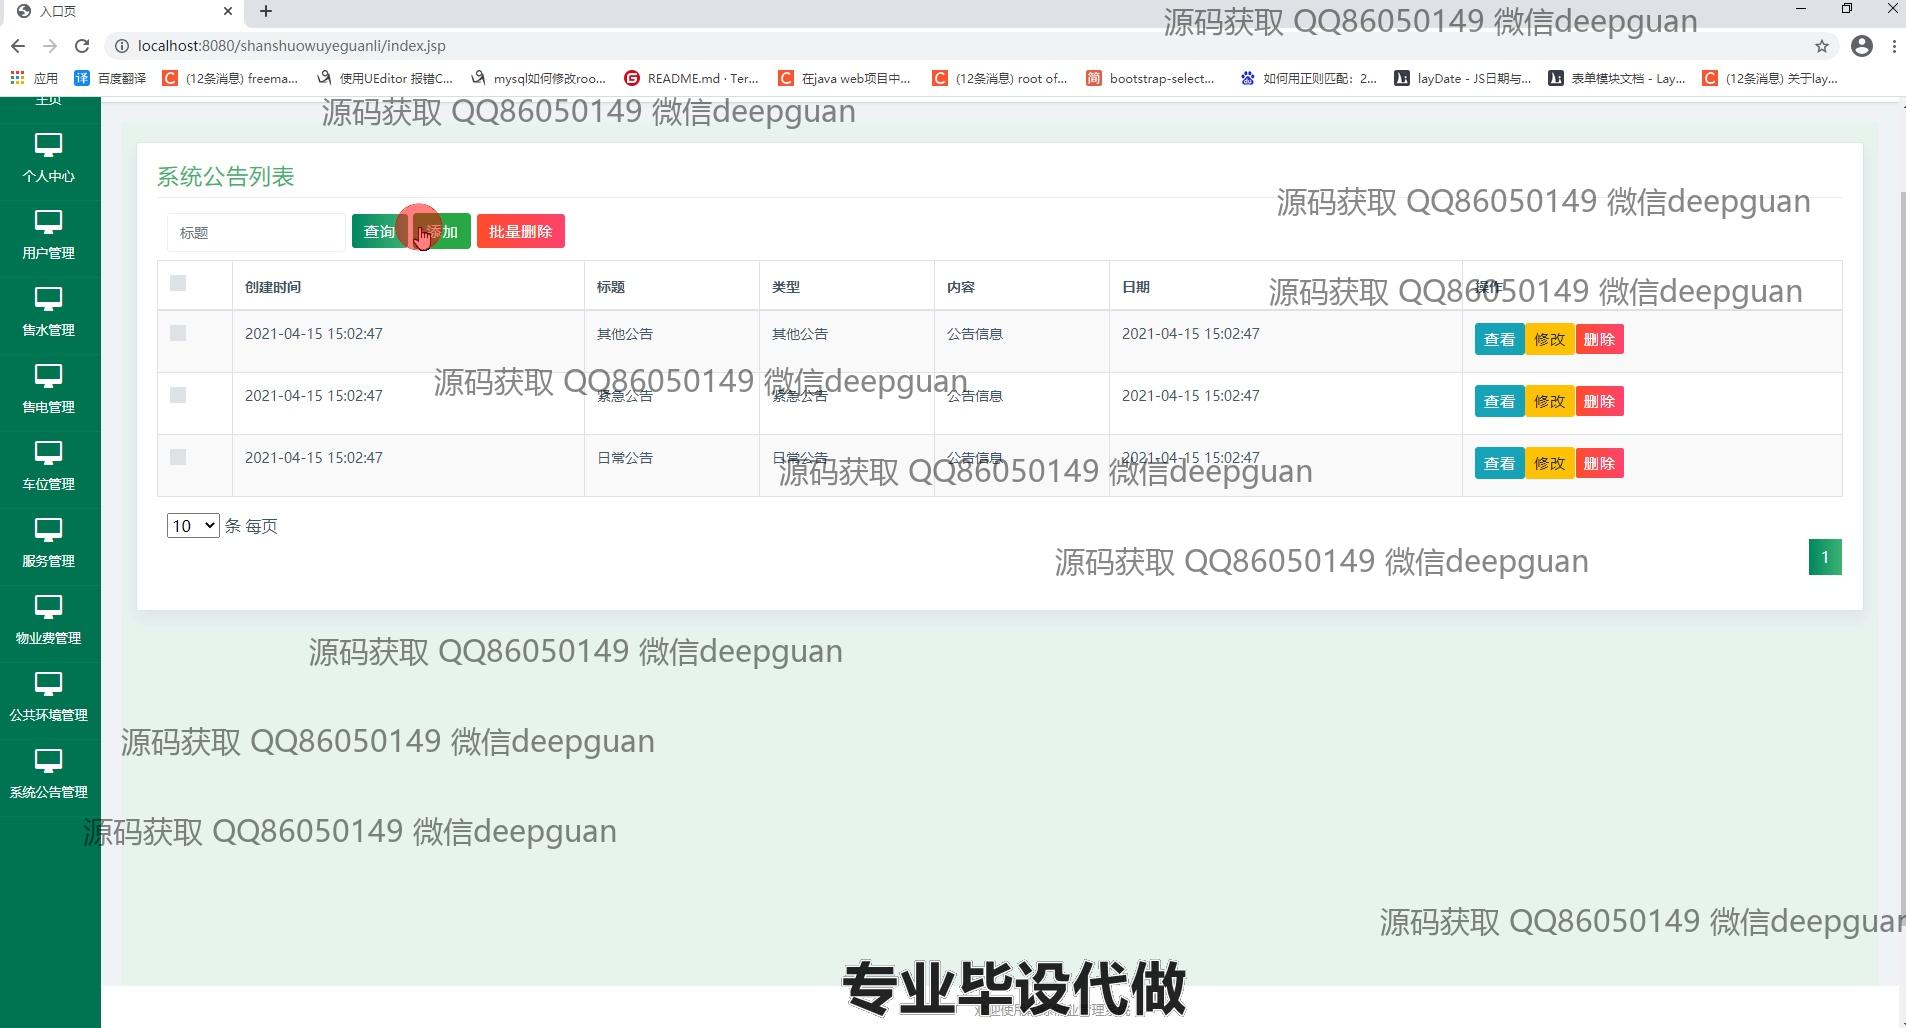 入口页
源码获取 QQ86050149 微信deepguan
localhost:8080/shanshuowuyeguanli/index.jsp
应用 百度翻译 (12条消息) freema... 使用UEditor 报错C... mysql如何修改roo... README.md · Ter... 在java web项目中... (12条消息) root of... bootstrap-select... 如何用正则匹配：2... layDate - JS日期与... 表单模块文档 - Lay... (12条消息) 关于lay...
主页
源码获取 QQ86050149 微信deepguan
个人中心
系统公告列表
源码获取 QQ86050149 微信deepguan
标题 查询 添加 批量删除
用户管理
创建时间 标题 类型 内容 日期 操作
源码获取 QQ86050149 微信deepguan
售水管理
2021-04-15 15:02:47 其他公告 其他公告 公告信息 2021-04-15 15:02:47 查看 修改 删除
源码获取 QQ86050149 微信deepguan
2021-04-15 15:02:47 紧急公告 紧急公告 公告信息 2021-04-15 15:02:47 查看 修改 删除
售电管理
2021-04-15 15:02:47 日常公告 日常公告 公告信息 2021-04-15 15:02:47 查看 修改 删除
源码获取 QQ86050149 微信deepguan
车位管理
10 条 每页
源码获取 QQ86050149 微信deepguan
1
服务管理
物业费管理
源码获取 QQ86050149 微信deepguan
公共环境管理
源码获取 QQ86050149 微信deepguan
系统公告管理
源码获取 QQ86050149 微信deepguan
源码获取 QQ86050149 微信deepguan
专业毕设代做